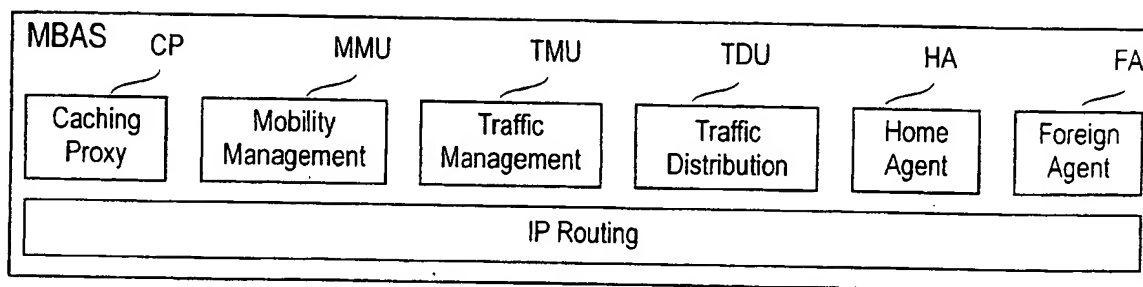 MBAS
CP
MMU
TMU
TDU
HA
FA
Caching
Proxy
Mobility
Management
Traffic
Management
Traffic
Distribution
Home
Agent
Foreign
Agent
IP Routing